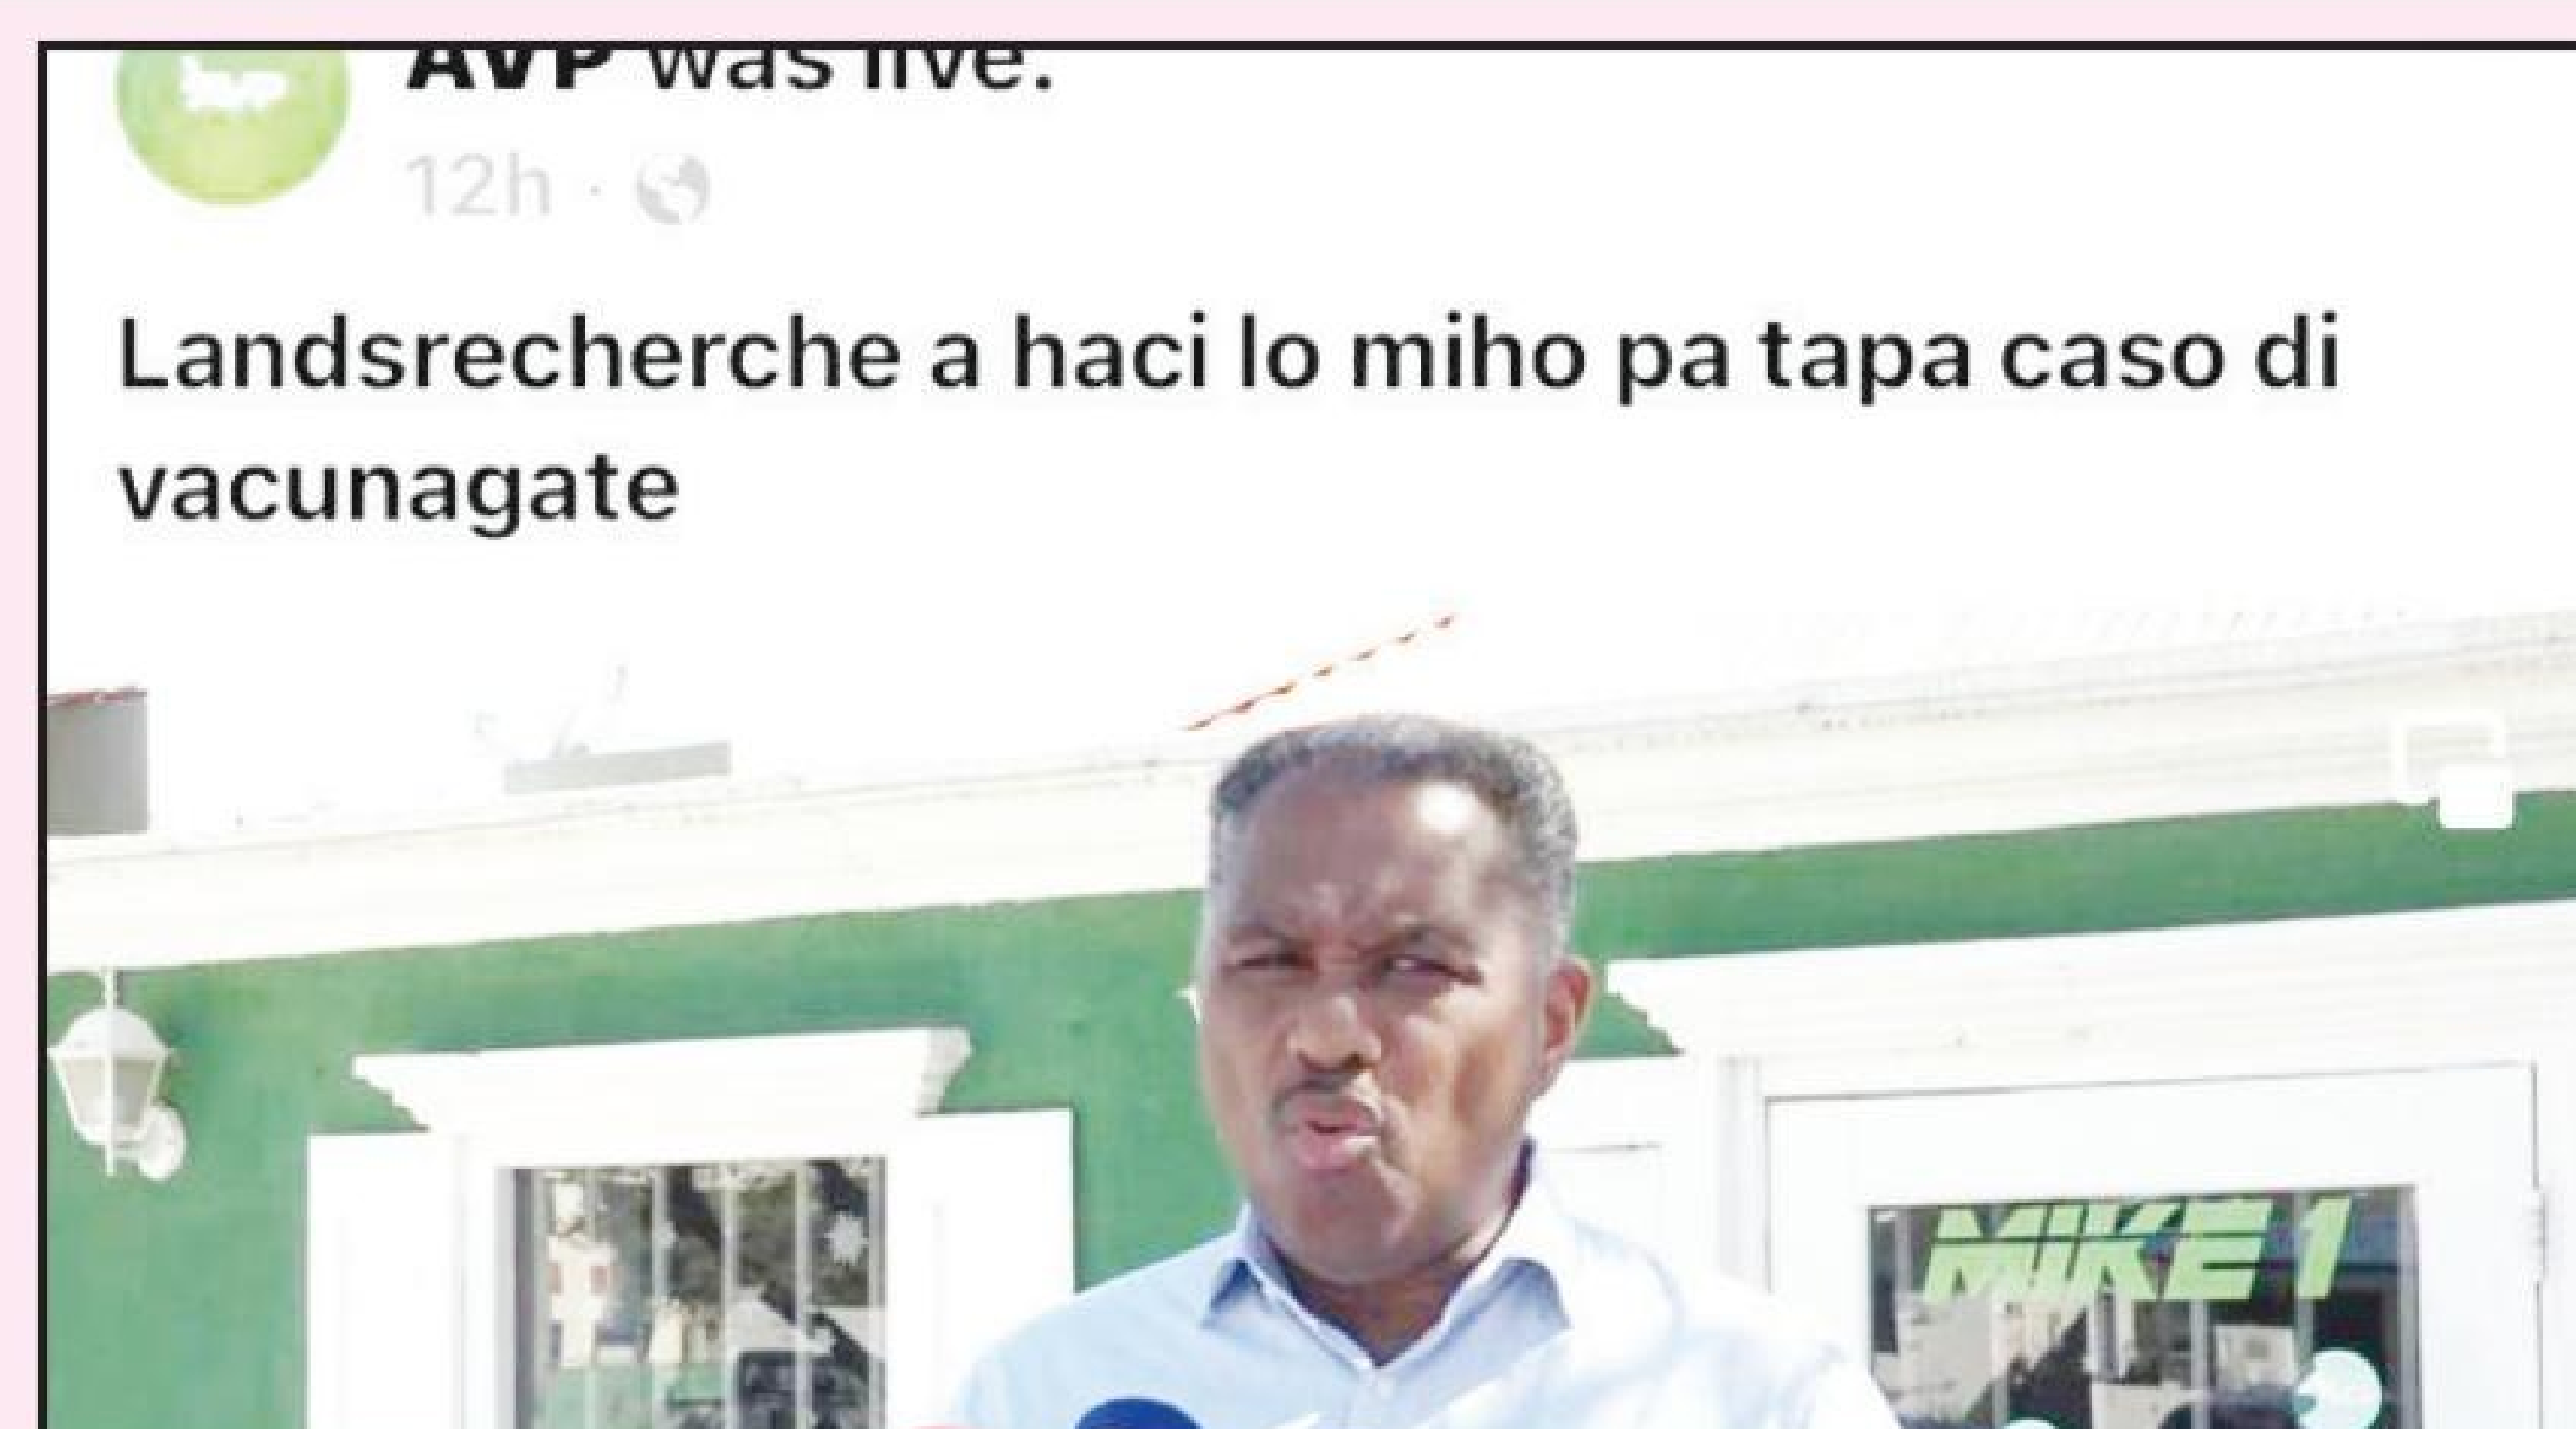 AVP was live.
12h ·
Landsrecherche a haci lo miho pa tapa caso di
vacunagate
MIKE 1